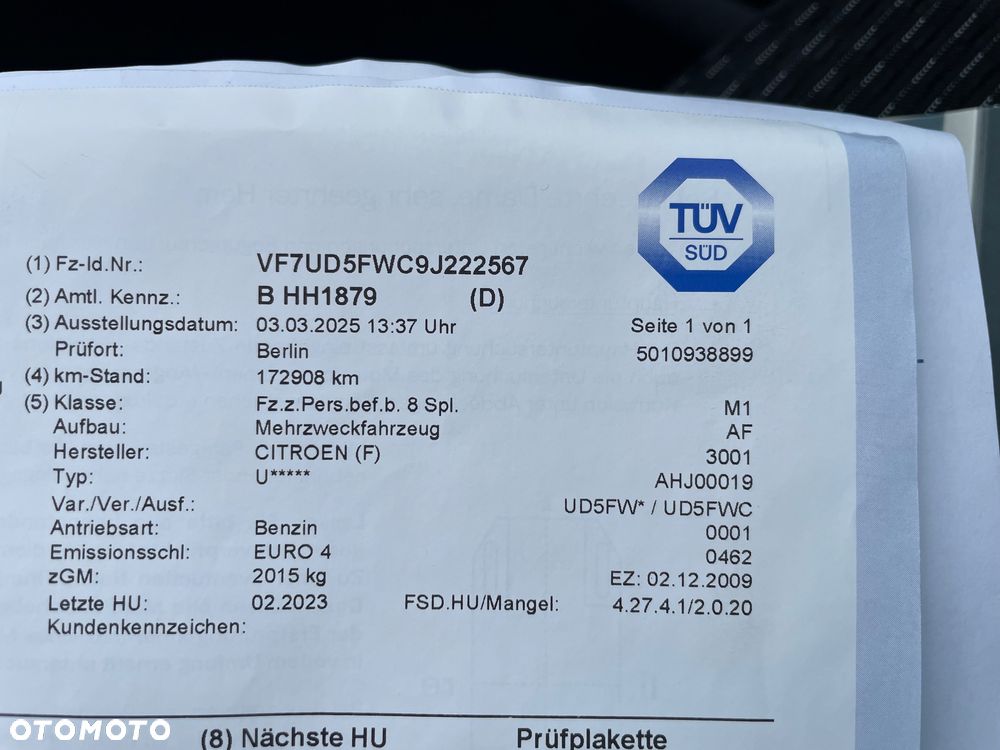 TÜV
SÜD
(1) Fz-Id.Nr.: VF7UD5FWC9J222567
(2) Amtl. Kennz.: B HH1879 (D)
(3) Ausstellungsdatum: 03.03.2025 13:37 Uhr Seite 1 von 1
Prüfort: Berlin 5010938899
(4) km-Stand: 172908 km
(5) Klasse: Fz.z.Pers.bef.b. 8 Spl. M1
Aufbau: Mehrzweckfahrzeug AF
Hersteller: CITROEN (F) 3001
Typ: U***** AHJ00019
Var./Ver./Ausf.: UD5FW* / UD5FWC
Antriebsart: Benzin 0001
Emissionsschl: EURO 4 0462
zGM: 2015 kg EZ: 02.12.2009
Letzte HU: 02.2023 FSD.HU/Mangel: 4.27.4.1/2.0.20
Kundenkennzeichen:
(8) Nächste HU Prüfplakette
OTOMOTO